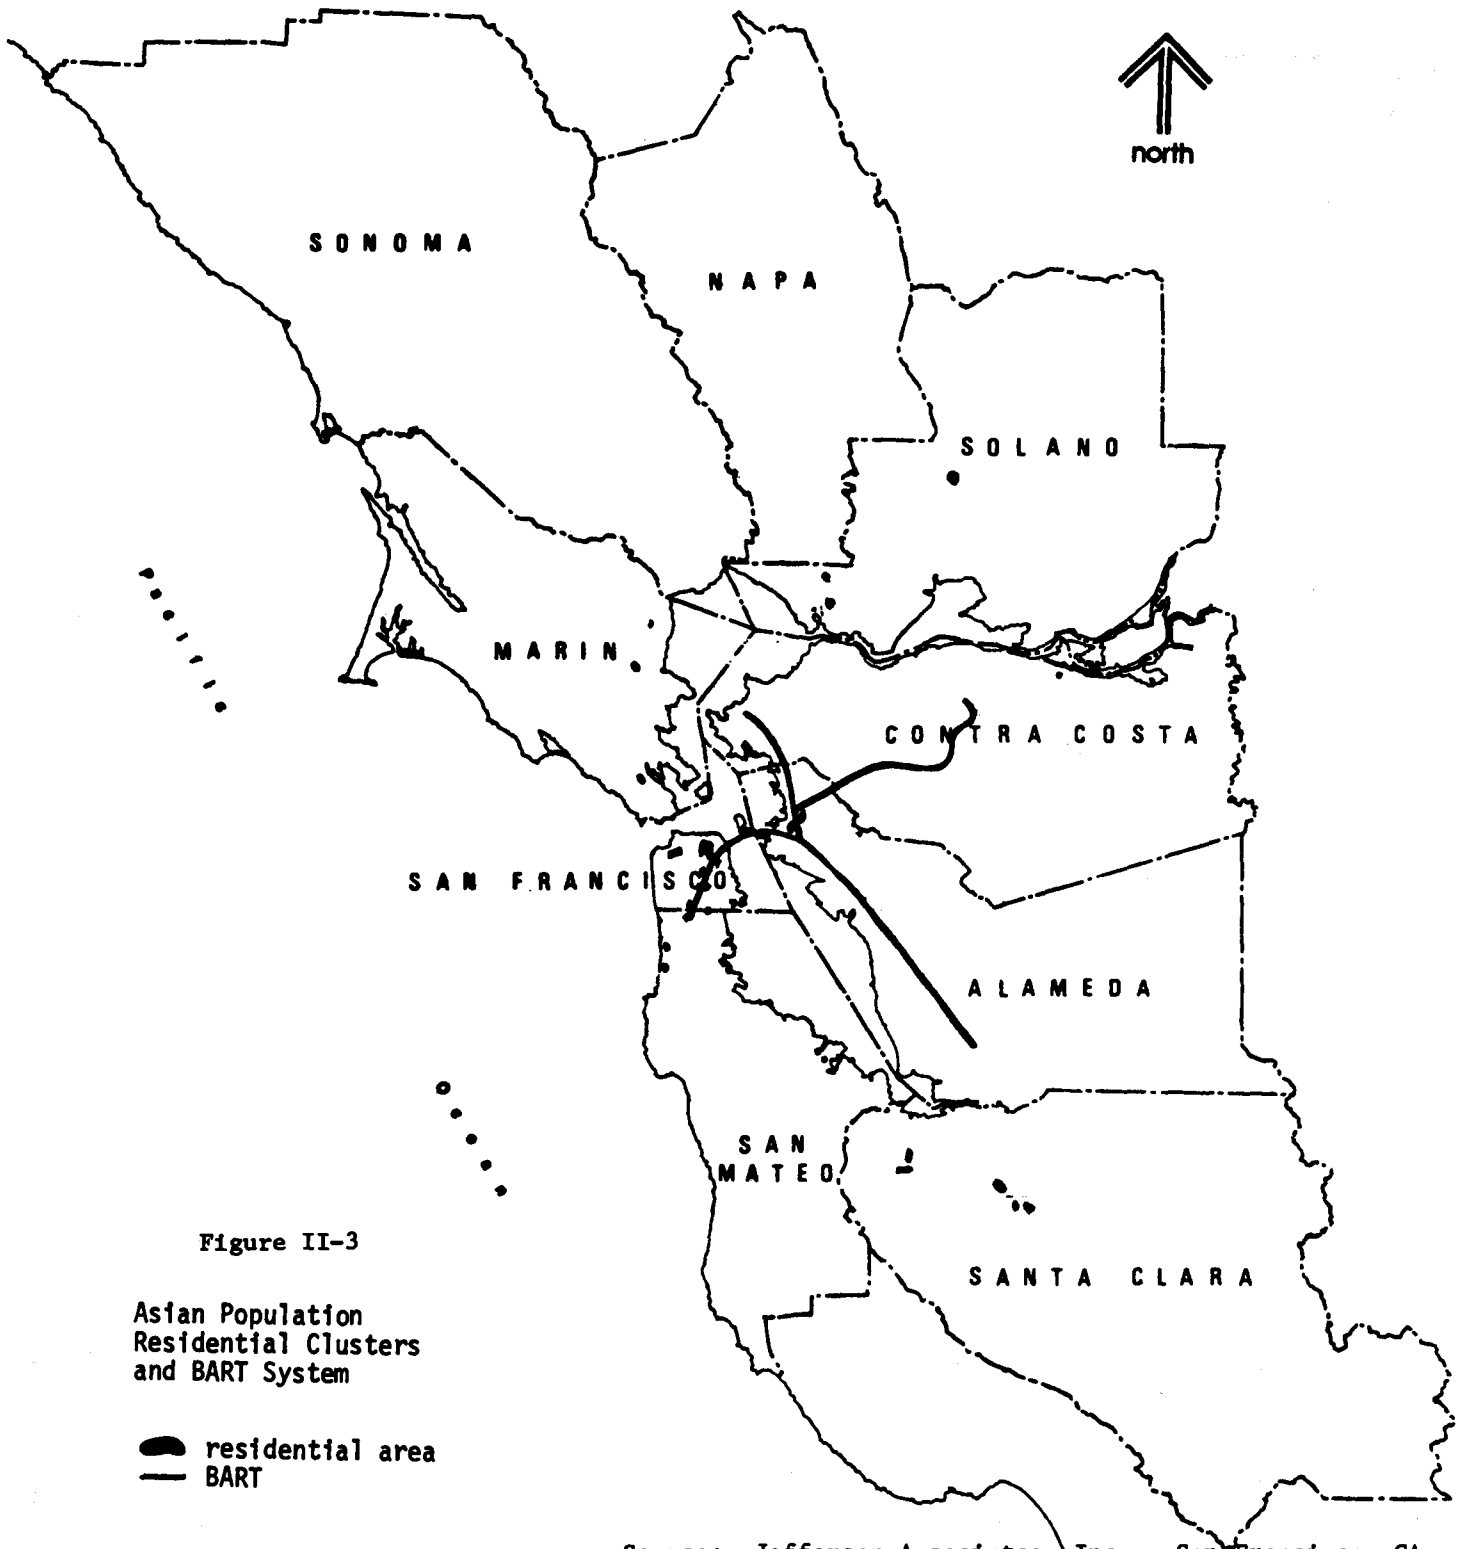 north
SONOMA
NAPA
SOLANO
Pacific
MARIN
CONTRA COSTA
SAN FRANCISCO
ALAMEDA
Ocean
SAN
MATEO
SANTA CLARA
Figure II-3
Asian Population
Residential Clusters
and BART System
residential area
BART